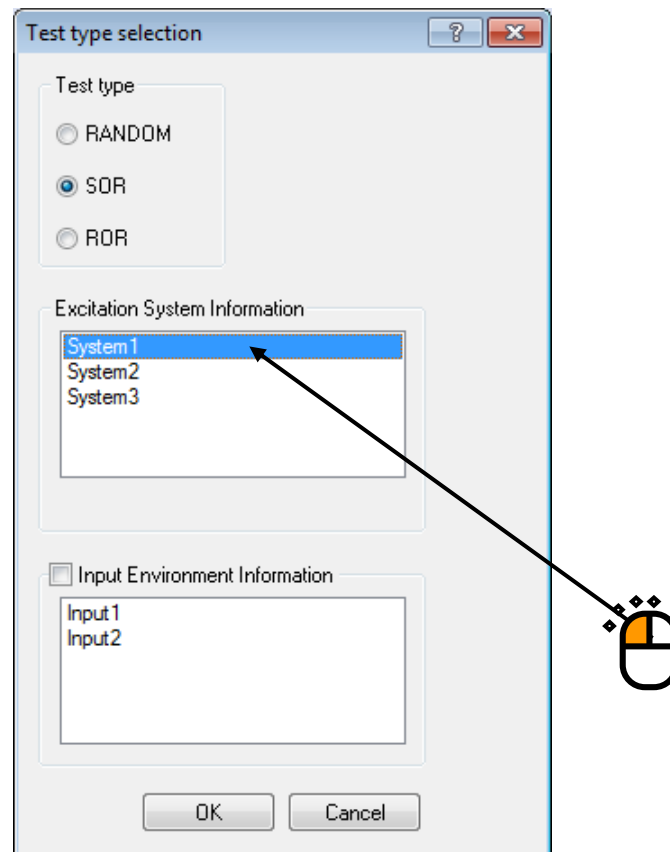 Test type selection
Test type
RANDOM
SOR
ROR
Excitation System Information
System1
System2
System3
Input Environment Information
Input1
Input2
OK
Cancel